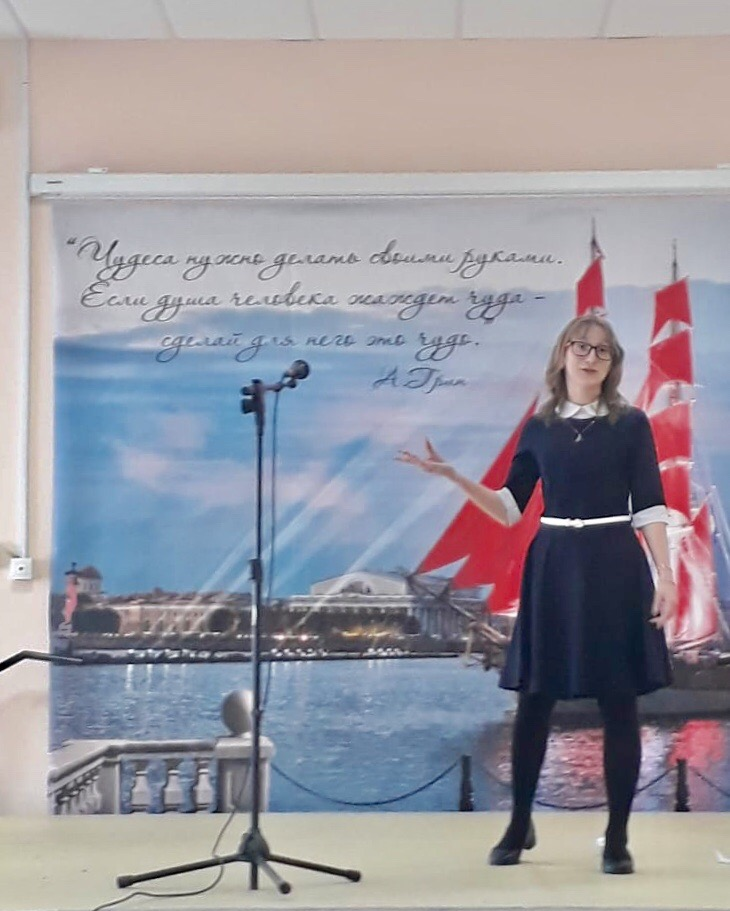 "Чудеса нужно делать своими руками.
Если душа человека жаждет чуда -
сделай для него это чудо."
А.Грин